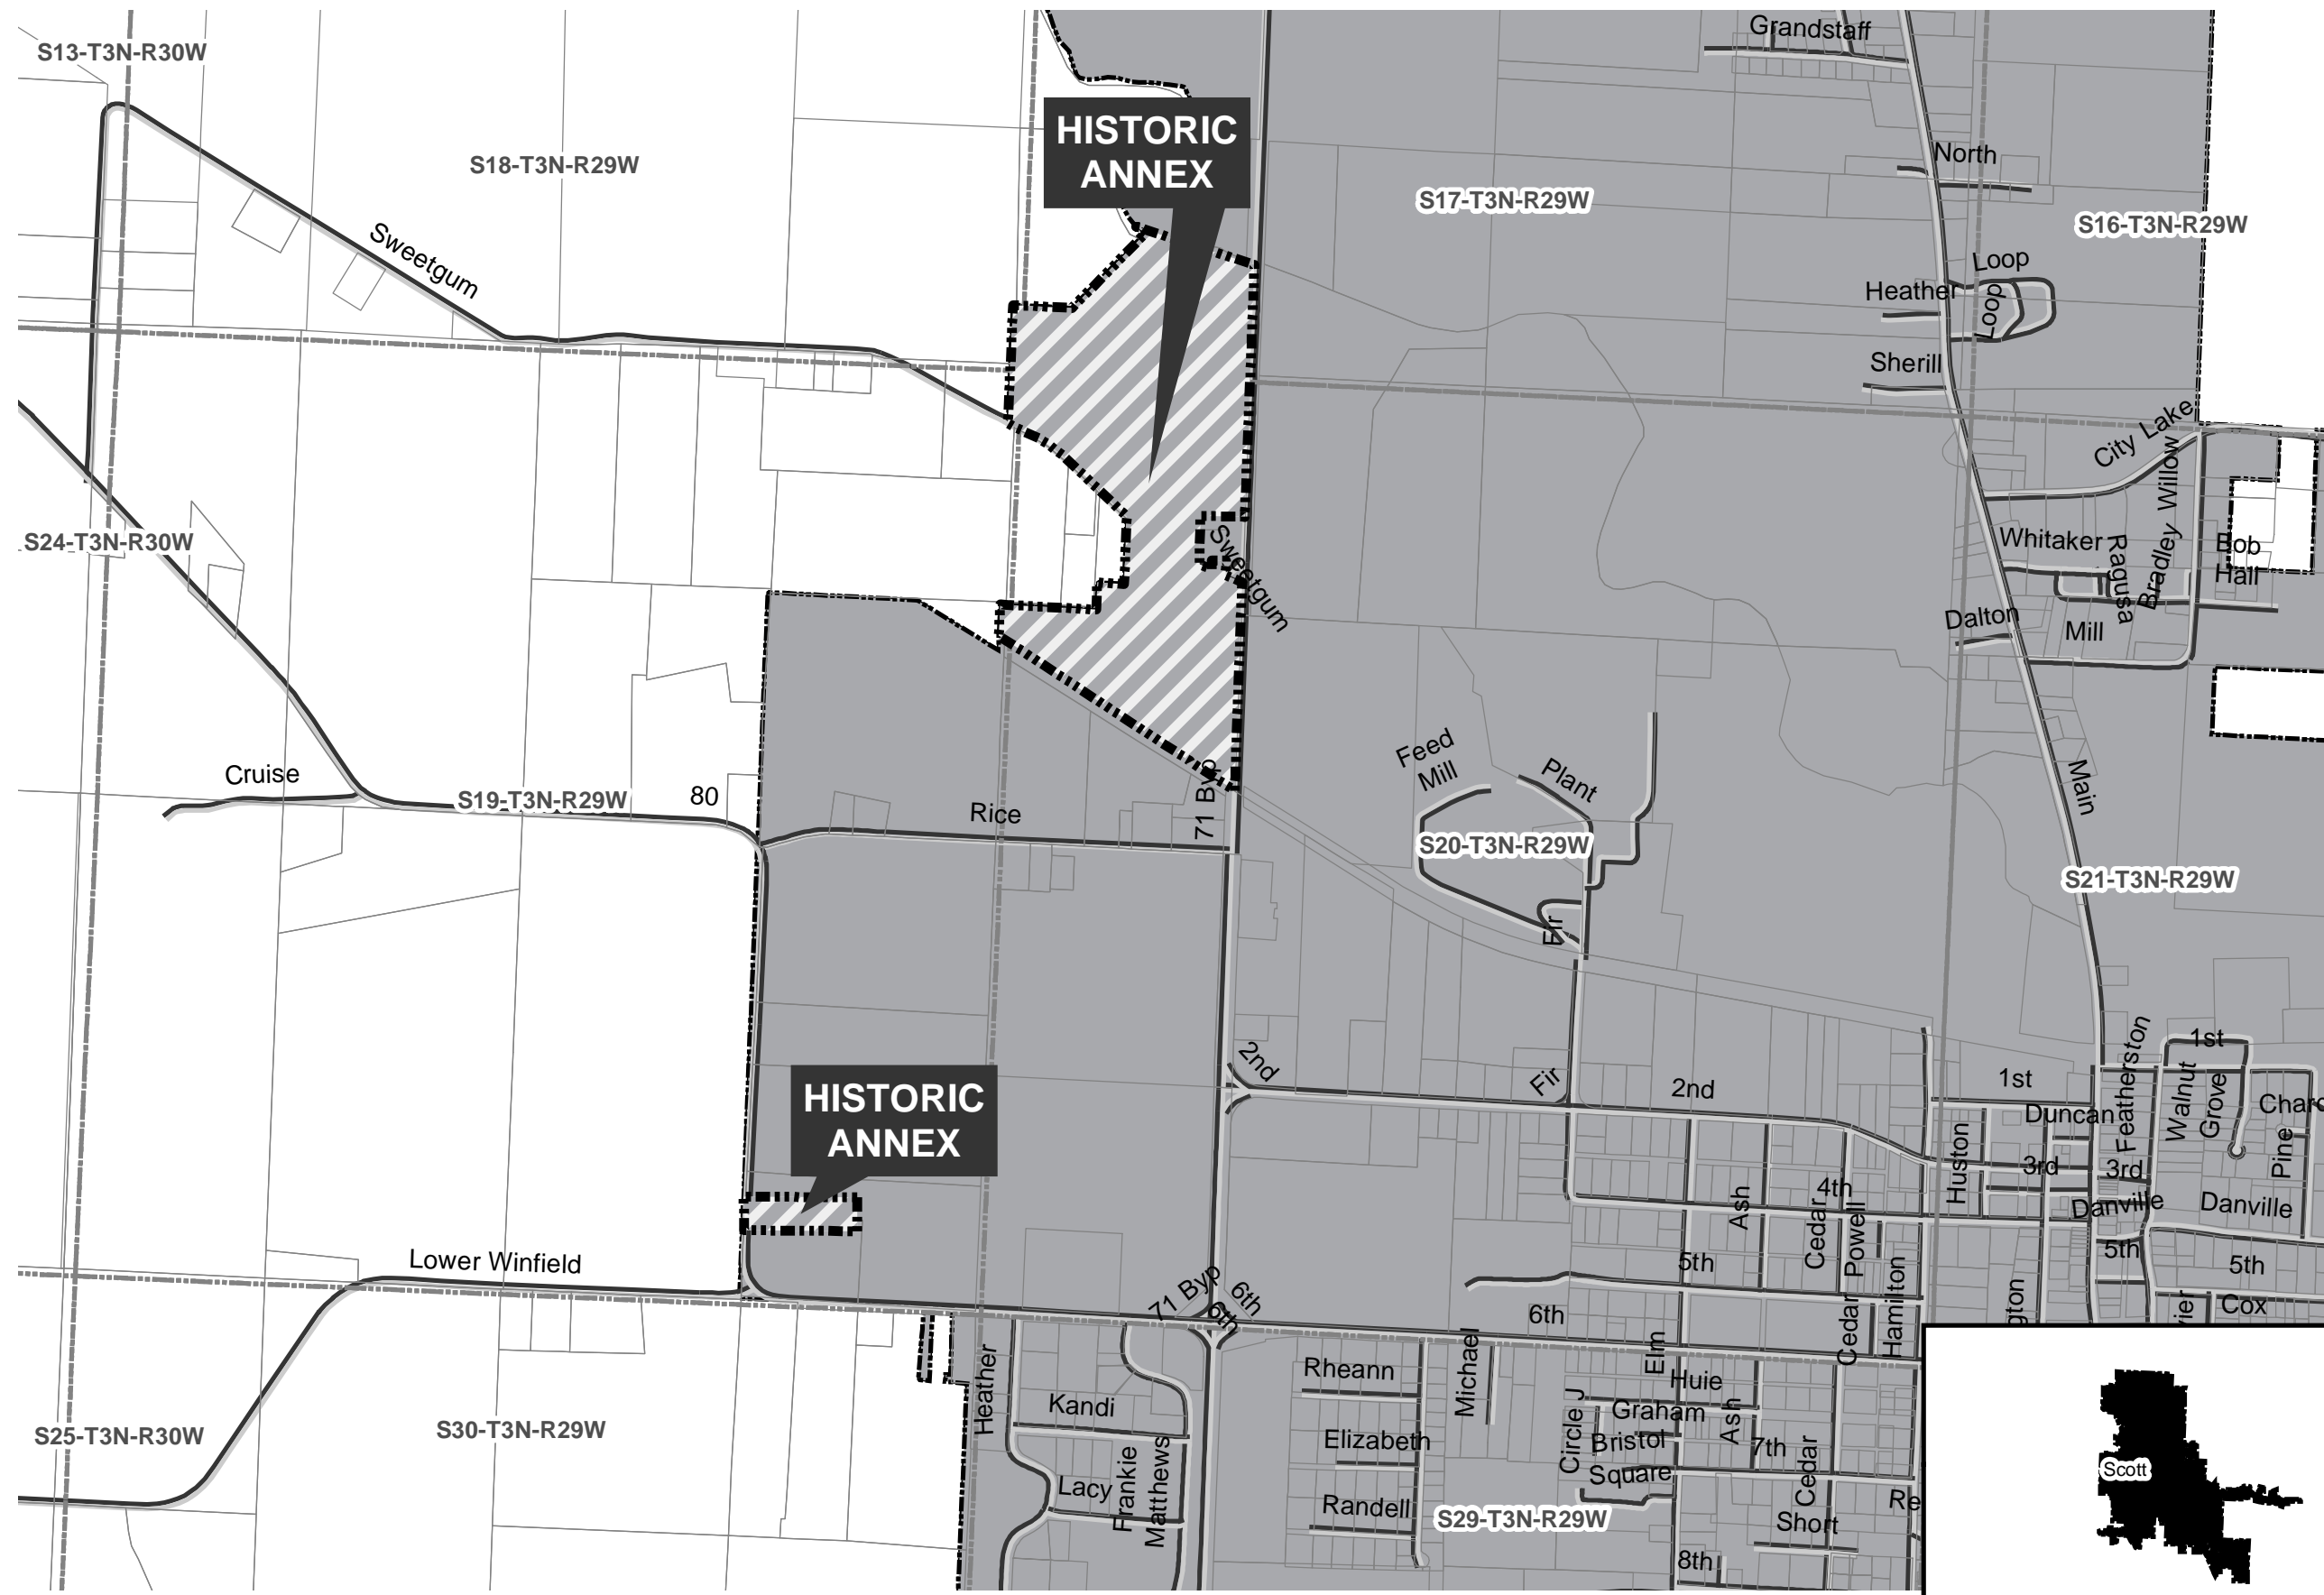 Grandstaff
S13-T3N-R30W
HISTORIC
ANNEX
North
S18-T3N-R29W
S17-T3N-R29W
S16-T3N-R29W
Sweetgum
Loop
Heather
Loop
Sherill
City Lake
Willow
S24-T3N-R30W
Sweetgum
Whitaker
Ragusa
Bradley
Bob
Hall
Dalton
Mill
Feed
Mill
Plant
Main
Cruise
S19-T3N-R29W
80
Rice
71 Byp
S20-T3N-R29W
S21-T3N-R29W
Fir
2nd
Fir
2nd
1st
1st
Featherston
Walnut
Grove
Duncan
HISTORIC
ANNEX
Huston
3rd
3rd
Pine
Ash
Cedar
4th
Powell
Danville
Danville
Lower Winfield
5th
5th
5th
71 Byp
6th
6th
6th
Cedar
Hamilton
Cox
Heather
Rheann
Michael
Elm
Huie
Kandi
Circle J
Graham
Ash
S25-T3N-R30W
S30-T3N-R29W
Frankie
Matthews
Elizabeth
Bristol
7th
Cedar
Square
Lacy
Randell
S29-T3N-R29W
Short
8th
Scott